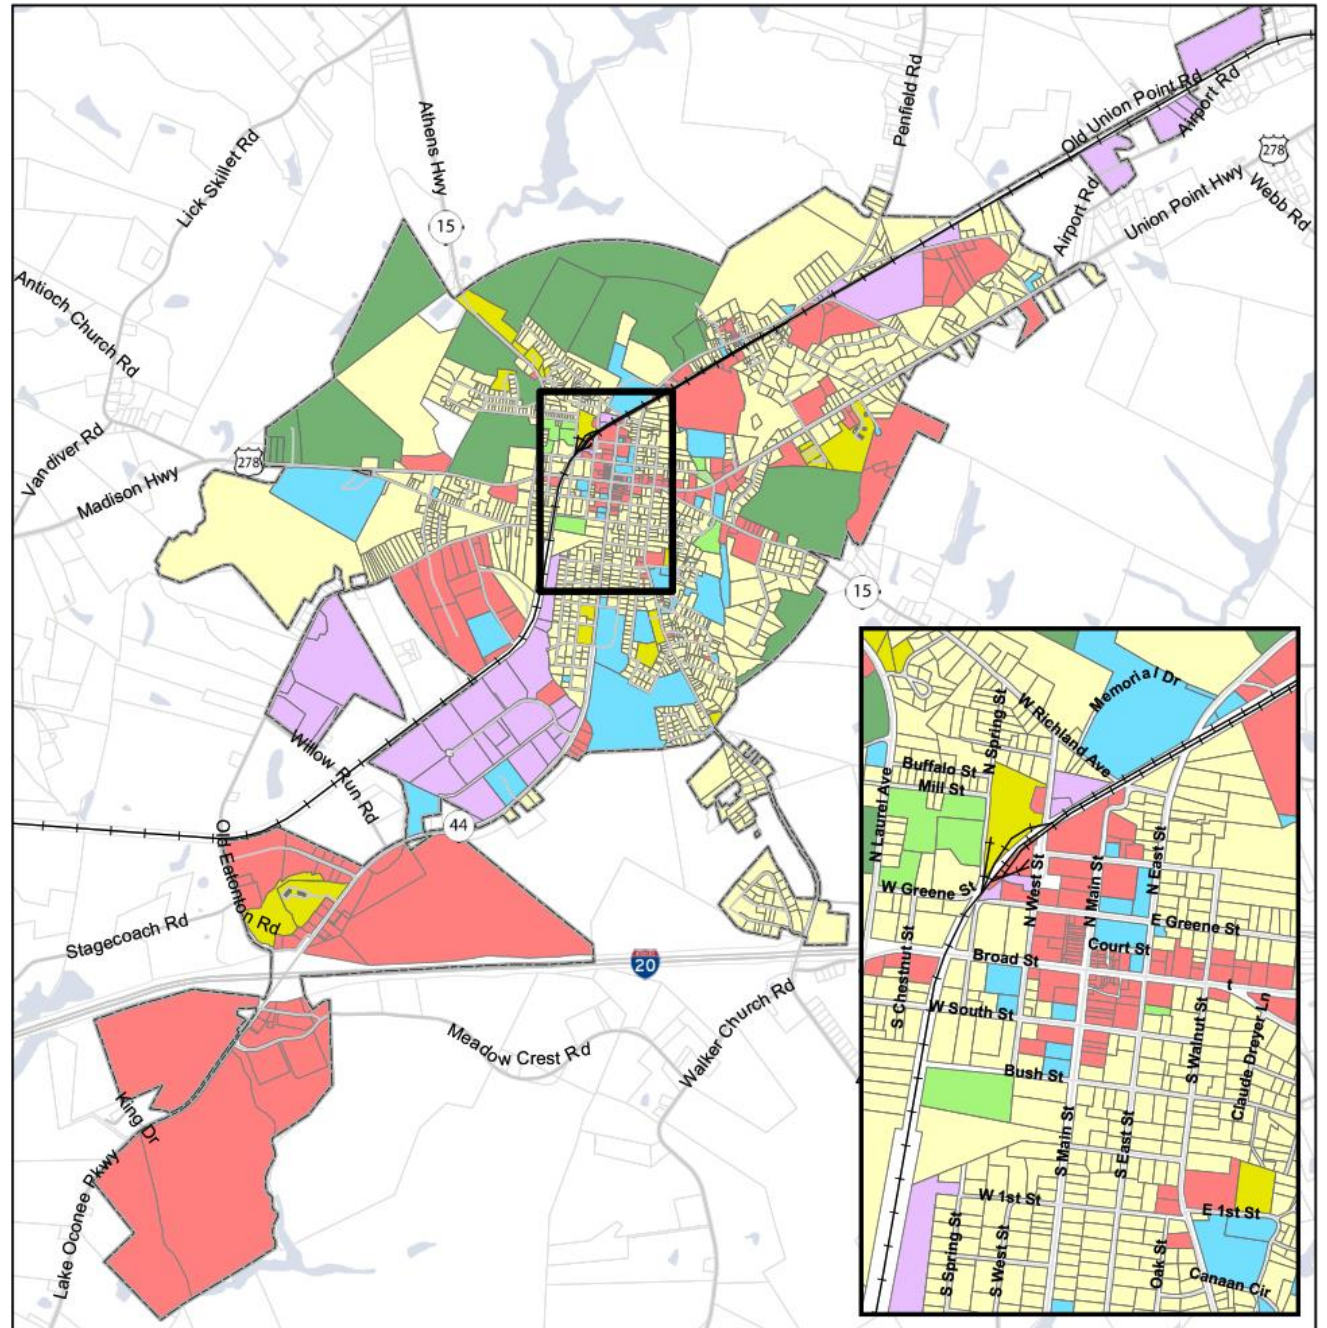 Penfield Rd
Old Union Point Rd
Airport Rd
278
Athens Hwy
Lick Skillet Rd
Webb Rd
Airport Rd
Union Point Hwy
15
Antioch Church Rd
Vandiver Rd
278
Madison Hwy
15
Willow Run Rd
44
Old Eatonton Rd
Stagecoach Rd
20
Meadow Crest Rd
Walker Church Rd
King Dr
Lake Oconee Pkwy
Memorial Dr
W Richland Ave
N Spring St
Buffalo St
Mill St
N Laurel Ave
W Greene St
N West St
N Main St
N East St
E Greene St
Court St
Broad St
S Chestnut St
W South St
t
S Walnut St
Claude Dreyer Ln
Bush St
S Main St
S East St
W 1st St
E 1st St
S Spring St
S West St
Oak St
Canaan Cir